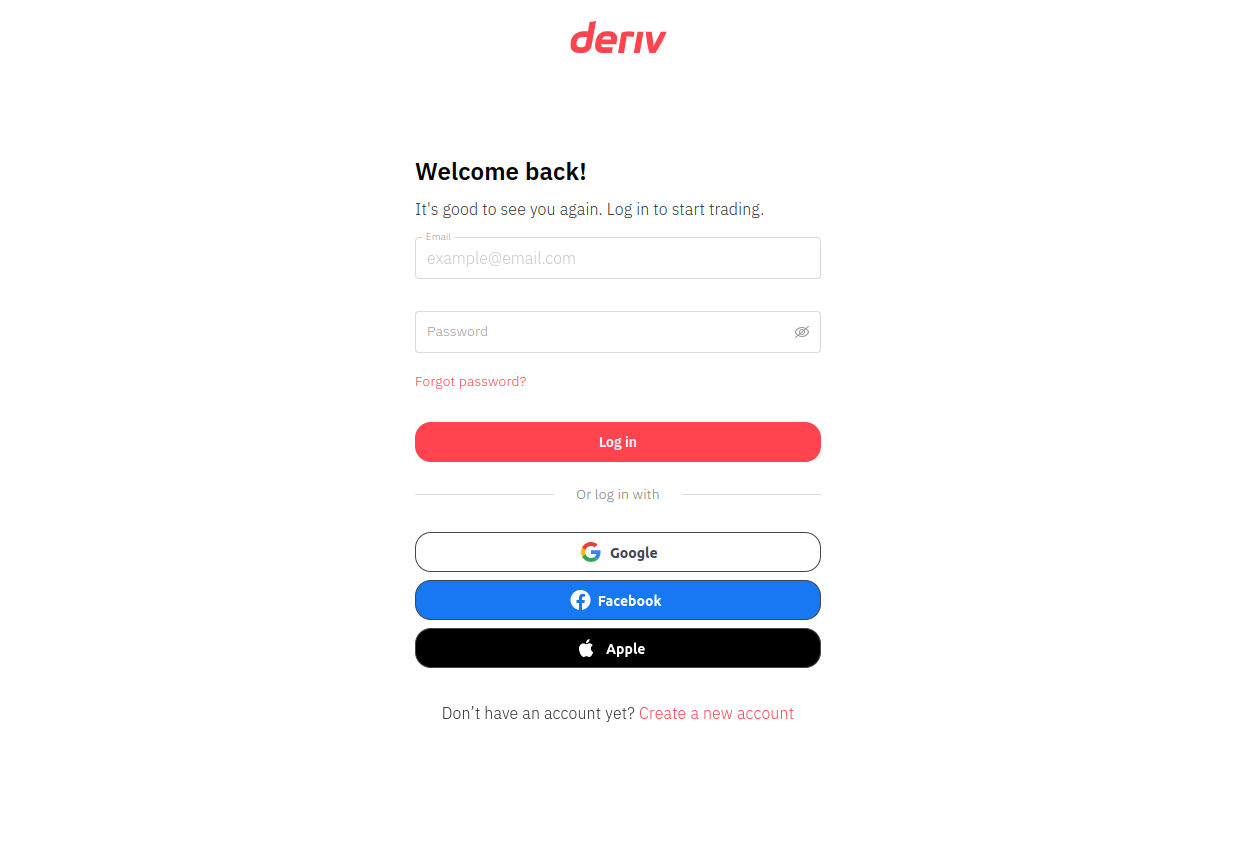 deriv
Welcome back!
It's good to see you again. Log in to start trading.
Email
example@email.com
Password
Forgot password?
Log in
Or log in with
Google
Facebook
Apple
Don’t have an account yet? Create a new account